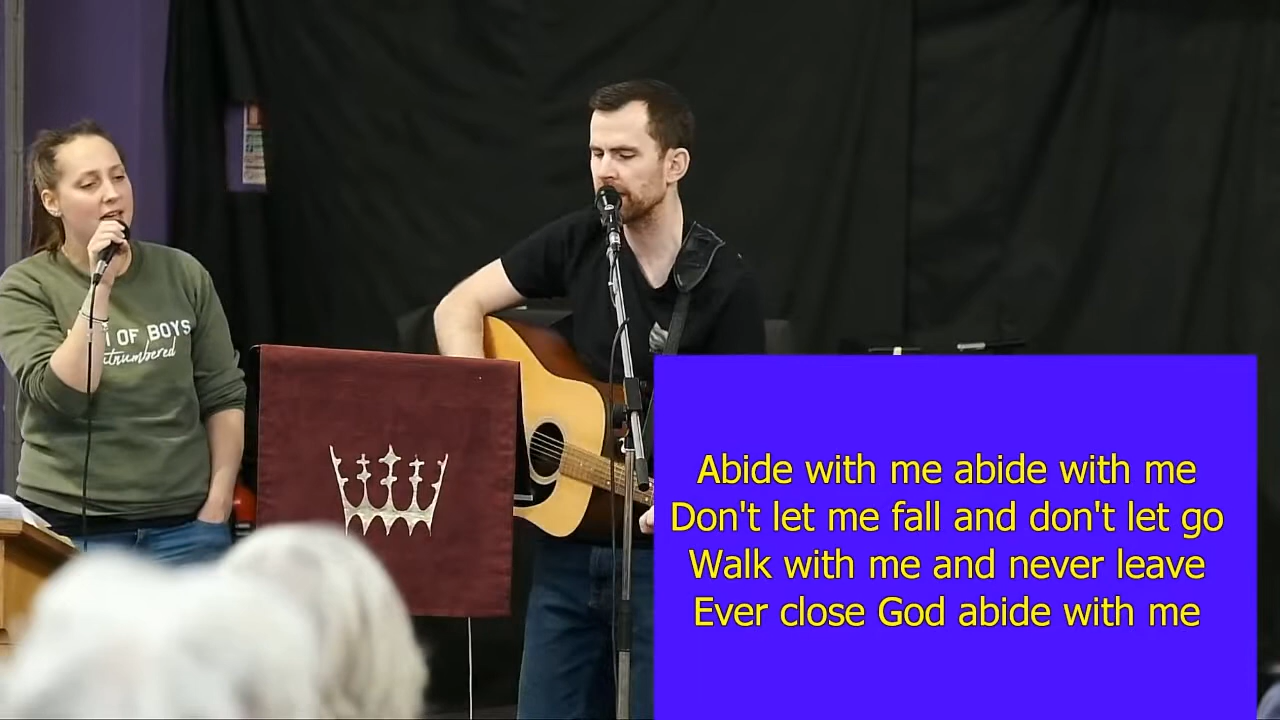 OF BOYS
outnumbered
Abide with me abide with me
Don't let me fall and don't let go
Walk with me and never leave
Ever close God abide with me